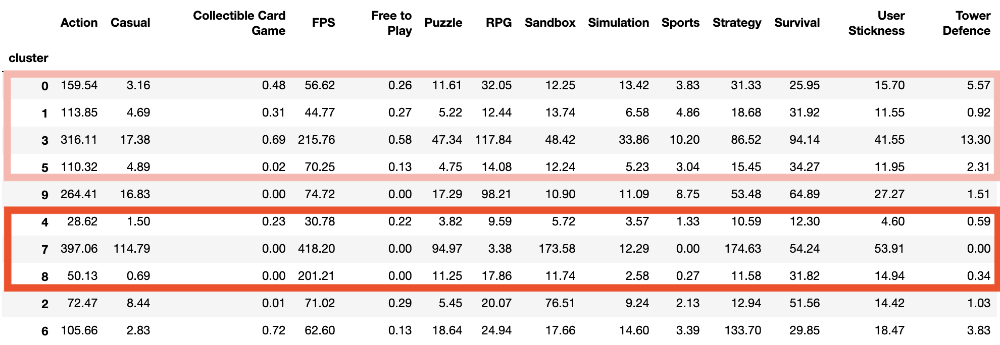 Action Casual Collectible Card Game FPS Free to Play Puzzle RPG Sandbox Simulation Sports Strategy Survival User Stickness Tower Defence
cluster
0 159.54 3.16 0.48 56.62 0.26 11.61 32.05 12.25 13.42 3.83 31.33 25.95 15.70 5.57
1 113.85 4.69 0.31 44.77 0.27 5.22 12.44 13.74 6.58 4.86 18.68 31.92 11.55 0.92
3 316.11 17.38 0.69 215.76 0.58 47.34 117.84 48.42 33.86 10.20 86.52 94.14 41.55 13.30
5 110.32 4.89 0.02 70.25 0.13 4.75 14.08 12.24 5.23 3.04 15.45 34.27 11.95 2.31
9 264.41 16.83 0.00 74.72 0.00 17.29 98.21 10.90 11.09 8.75 53.48 64.89 27.27 1.51
4 28.62 1.50 0.23 30.78 0.22 3.82 9.59 5.72 3.57 1.33 10.59 12.30 4.60 0.59
7 397.06 114.79 0.00 418.20 0.00 94.97 3.38 173.58 12.29 0.00 174.63 54.24 53.91 0.00
8 50.13 0.69 0.00 201.21 0.00 11.25 17.86 11.74 2.58 0.27 11.58 31.82 14.94 0.34
2 72.47 8.44 0.01 71.02 0.29 5.45 20.07 76.51 9.24 2.13 12.94 51.56 14.42 1.03
6 105.66 2.83 0.72 62.60 0.13 18.64 24.94 17.66 14.60 3.39 133.70 29.85 18.47 3.83